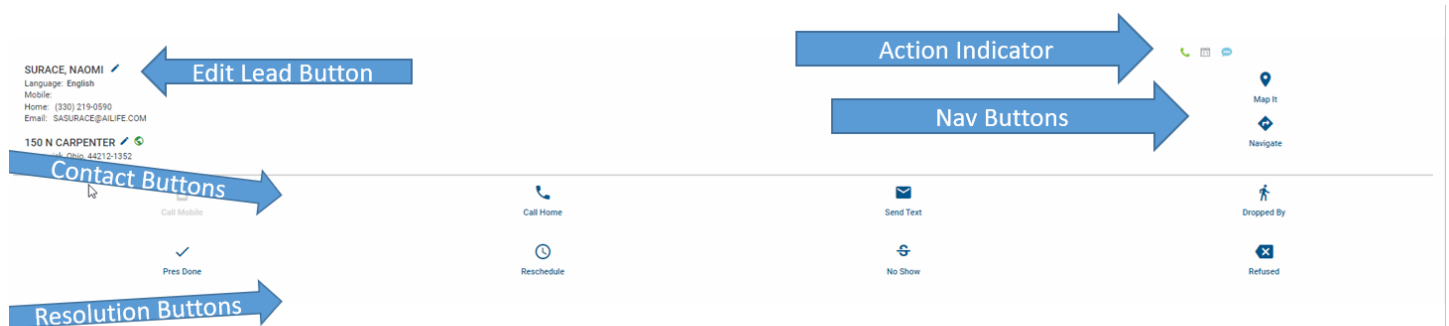 Action Indicator
SURACE, NAOMI
Edit Lead Button
Language: English
Mobile:
Home: (330) 219-0590
Email: SASURACE@AILIFE.COM
Map It
Nav Buttons
150 N CARPENTER
Navigate
Ohio, 44212-1352
Contact Buttons
Call Mobile
Call Home
Send Text
Dropped By
Pres Done
Reschedule
No Show
Refused
Resolution Buttons